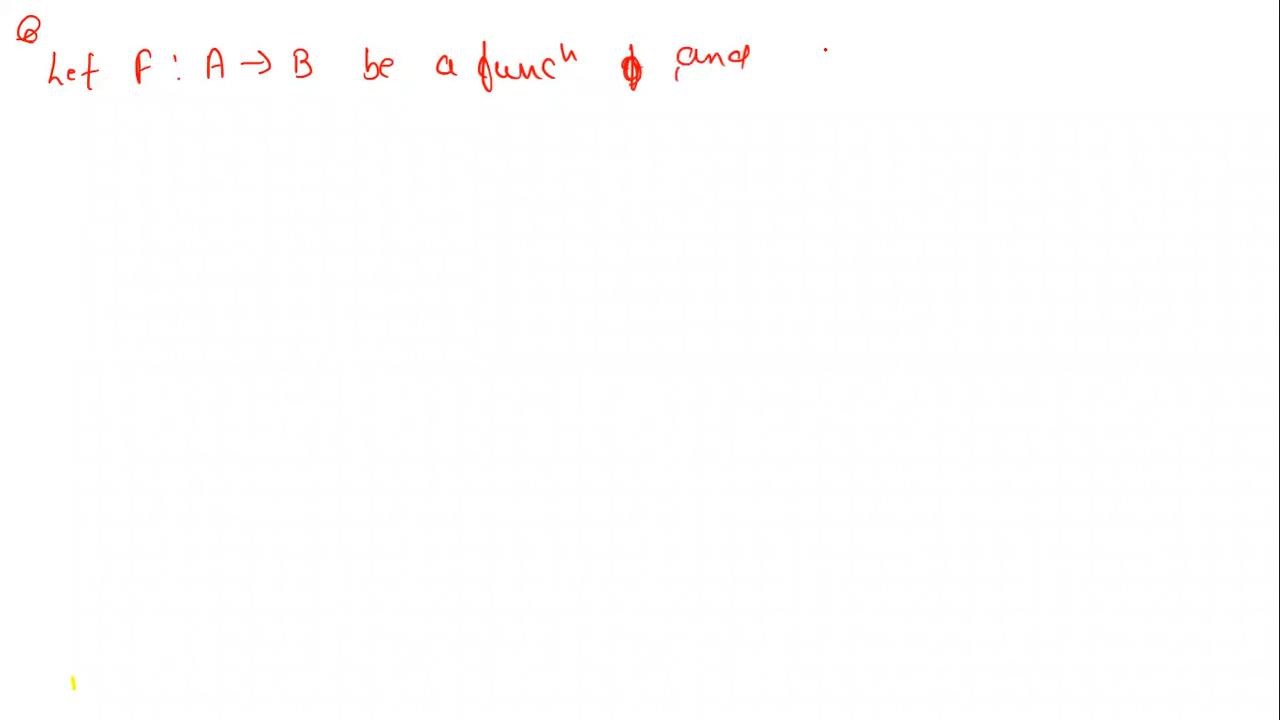 Q
Let F : A → B be a funcⁿ and